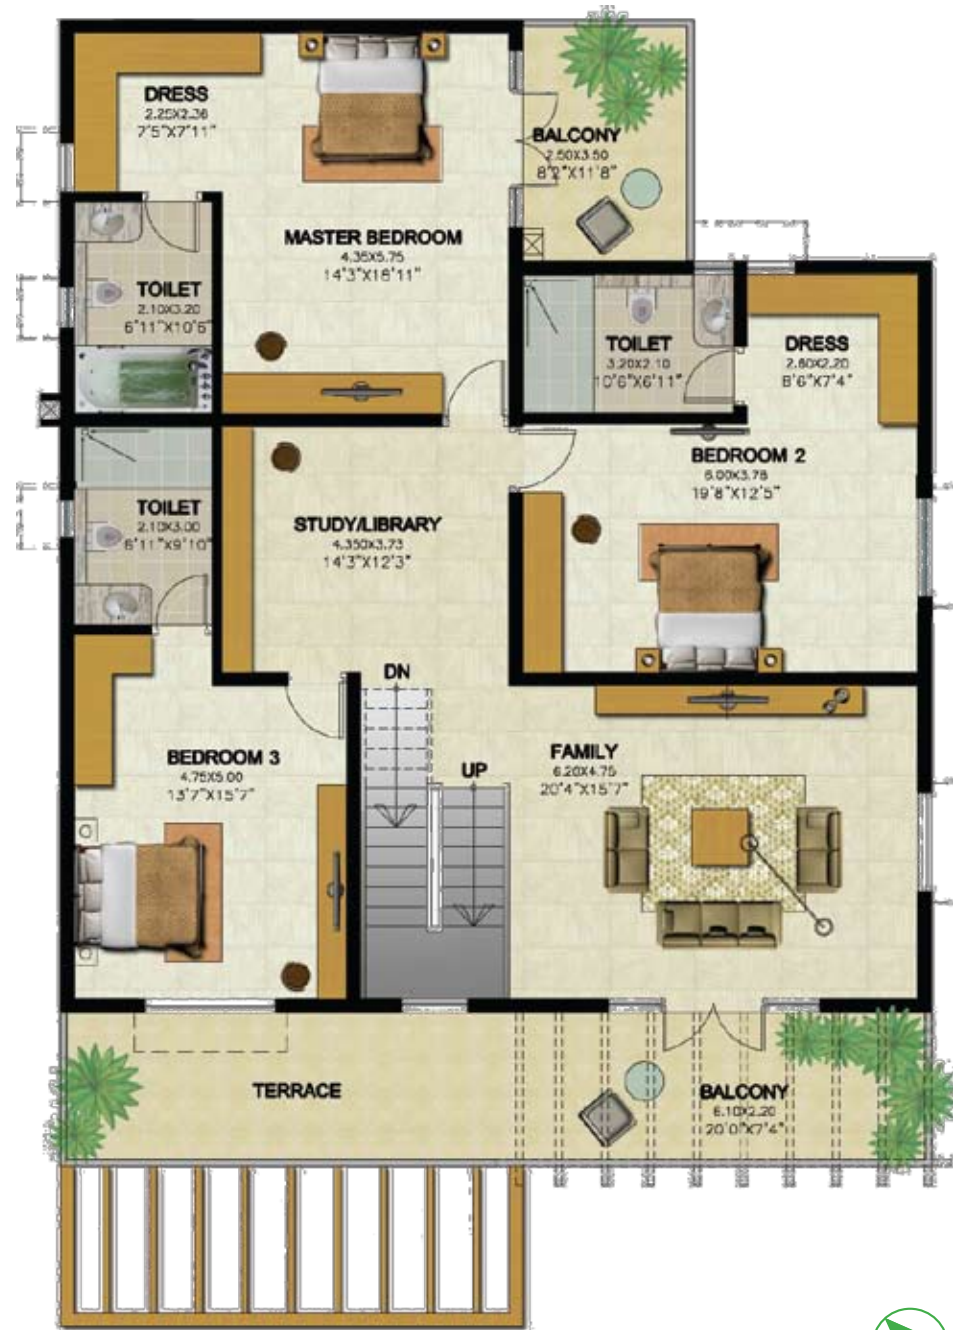 DRESS
2.25X2.36
7'5"X7'11"
BALCONY
2.50X3.50
8'2"X11'8"
MASTER BEDROOM
4.35X5.75
14'3"X18'11"
TOILET
2.10X3.20
6'11"X10'6"
TOILET
3.20X2.10
10'6"X6'11"
DRESS
2.60X2.20
8'6"X7'4"
BEDROOM 2
6.00X3.78
19'8"X12'5"
TOILET
2.10X3.00
6'11"X9'10"
STUDY/LIBRARY
4.350X3.73
14'3"X12'3"
DN
UP
BEDROOM 3
4.75X5.00
13'7"X15'7"
FAMILY
6.20X4.75
20'4"X15'7"
TERRACE
BALCONY
6.10X2.20
20'0"X7'4"